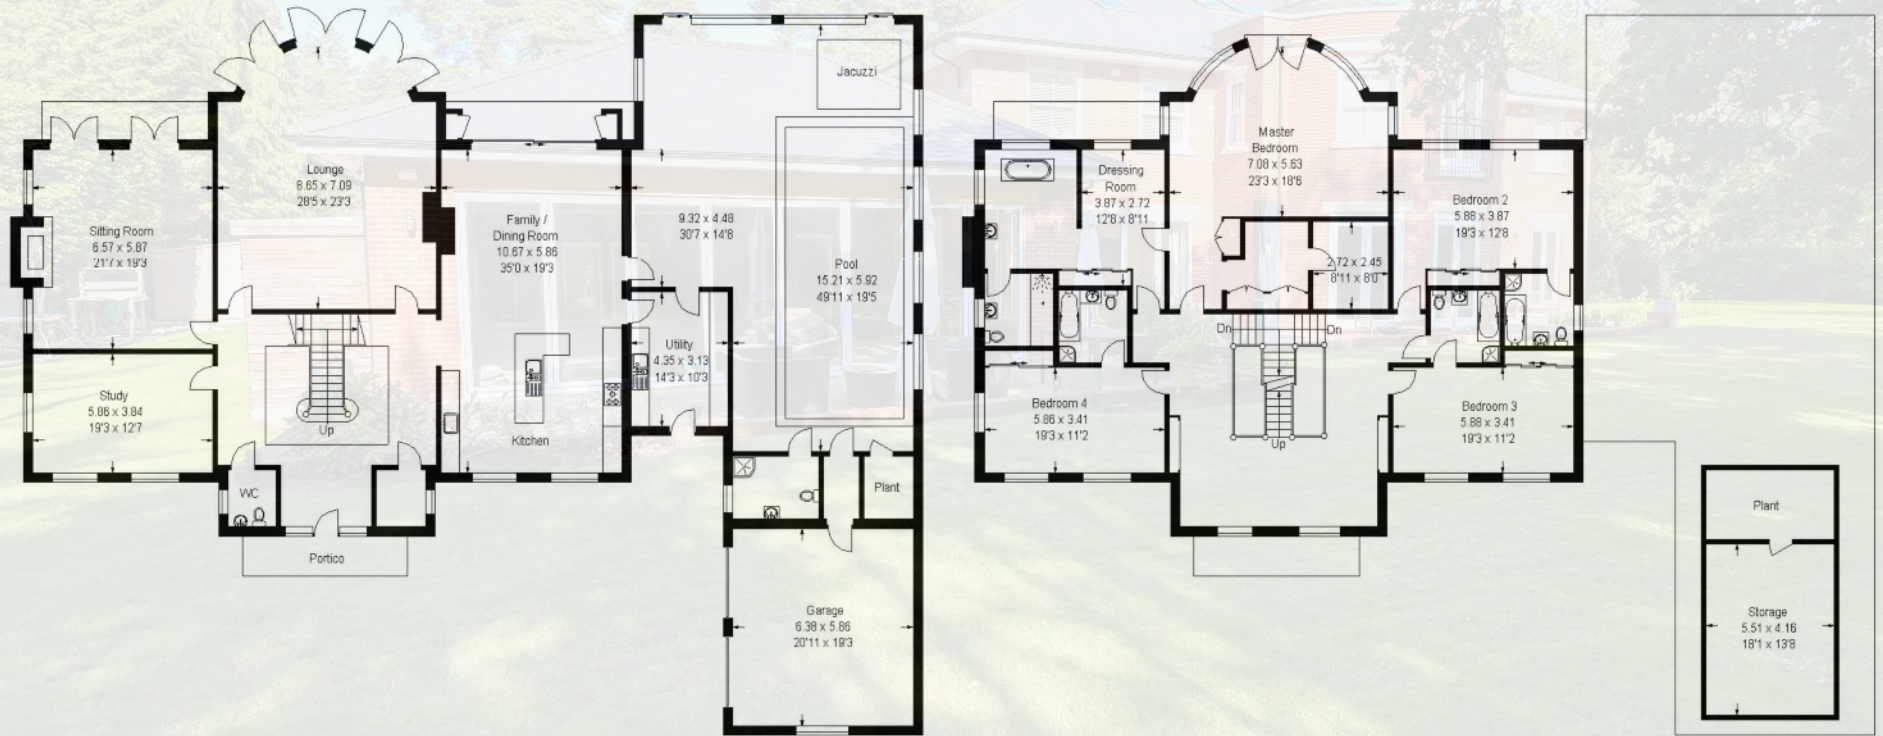 Jacuzzi
Lounge
8.65 x 7.09
28'5 x 23'3
Sitting Room
6.57 x 5.87
21'7 x 19'3
Family /
Dining Room
10.67 x 5.86
35'0 x 19'3
9.32 x 4.48
30'7 x 14'8
Pool
15.21 x 5.92
49'11 x 19'5
Utility
4.35 x 3.13
14'3 x 10'3
Study
5.86 x 3.84
19'3 x 12'7
Up
Kitchen
WC
Plant
Portico
Garage
6.38 x 5.86
20'11 x 19'3
Master
Bedroom
7.08 x 5.63
23'3 x 18'6
Dressing
Room
3.87 x 2.72
12'8 x 8'11
Bedroom 2
5.88 x 3.87
19'3 x 12'8
2.72 x 2.45
8'11 x 8'0
Dn
Dn
Bedroom 4
5.86 x 3.41
19'3 x 11'2
Bedroom 3
5.88 x 3.41
19'3 x 11'2
Up
Plant
Storage
5.51 x 4.16
18'1 x 13'8